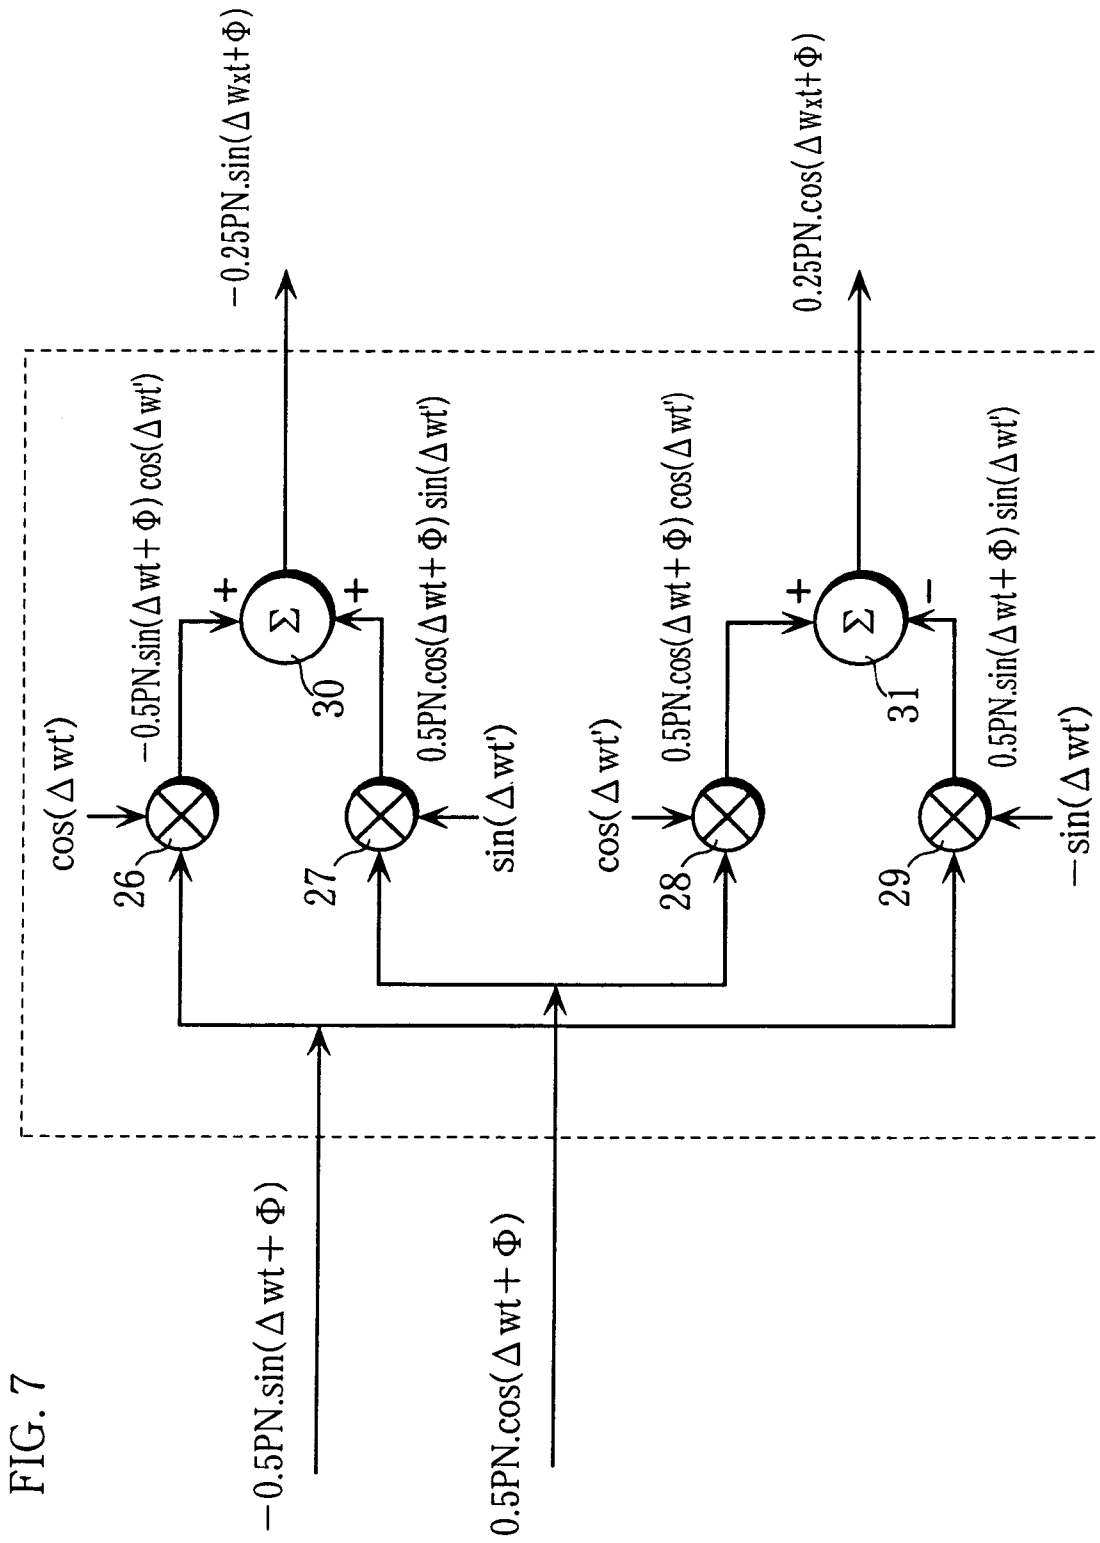 FIG. 7
−0.5PN.sin(Δwt+Φ)
0.5PN.cos(Δwt+Φ)
cos(Δwt')
26
−0.5PN.sin(Δwt+Φ)cos(Δwt')
+
Σ
30
+
−0.25PN.sin(Δwxt+Φ)
27
sin(Δwt')
0.5PN.cos(Δwt+Φ)sin(Δwt')
cos(Δwt')
28
0.5PN.cos(Δwt+Φ)cos(Δwt')
+
Σ
31
−
0.25PN.cos(Δwxt+Φ)
29
−sin(Δwt')
0.5PN.sin(Δwt+Φ)sin(Δwt')